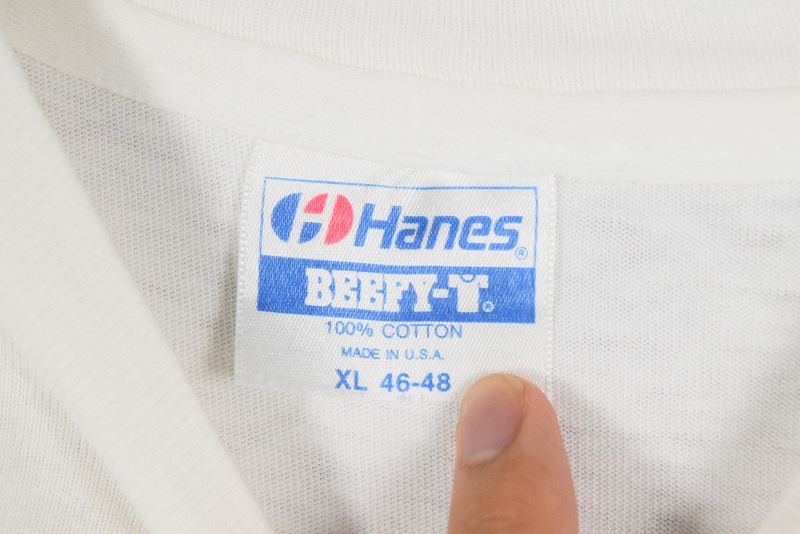 Hanes®
BEEFY-T®
100% COTTON
MADE IN U.S.A.
XL 46-48